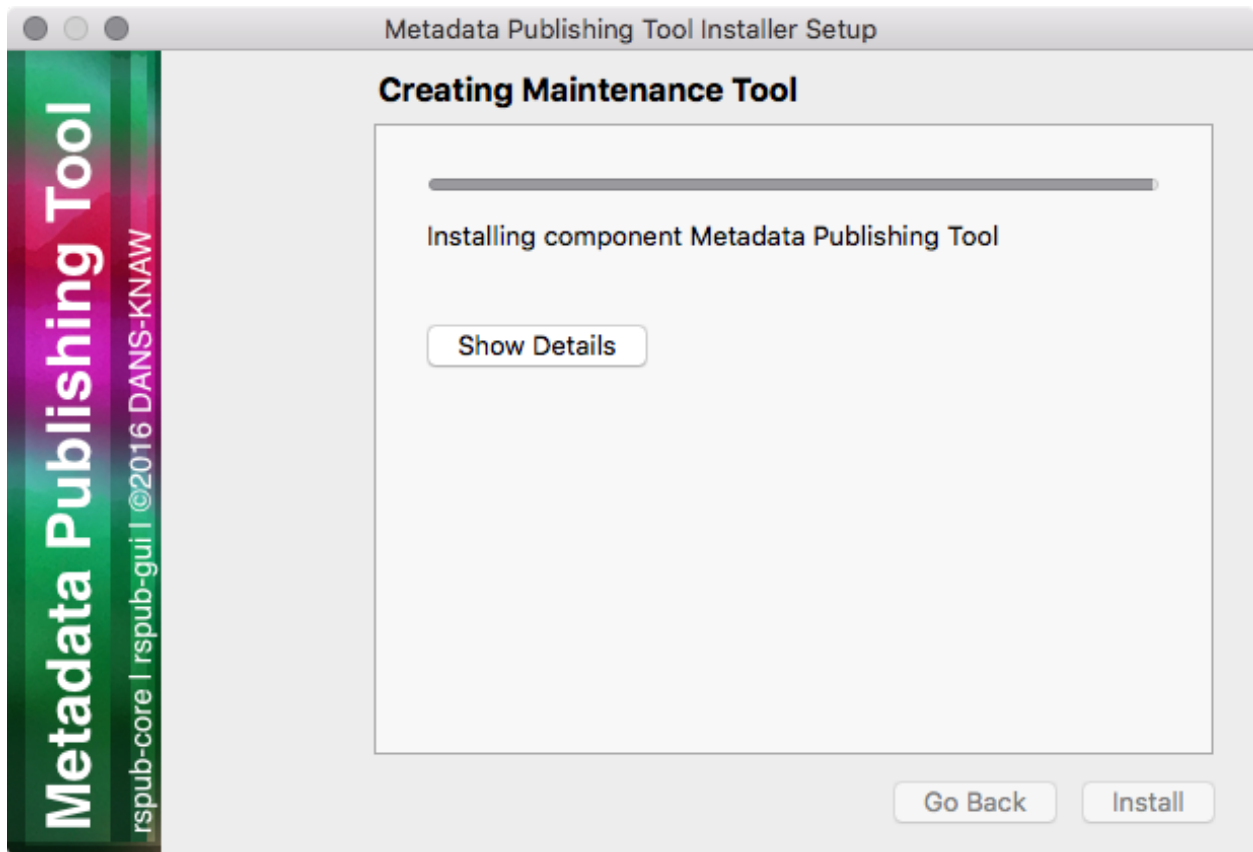 Metadata Publishing Tool Installer Setup
Metadata Publishing Tool
rspub-core | rspub-gui | ©2016 DANS-KNAW
Creating Maintenance Tool
Installing component Metadata Publishing Tool
Show Details
Go Back
Install